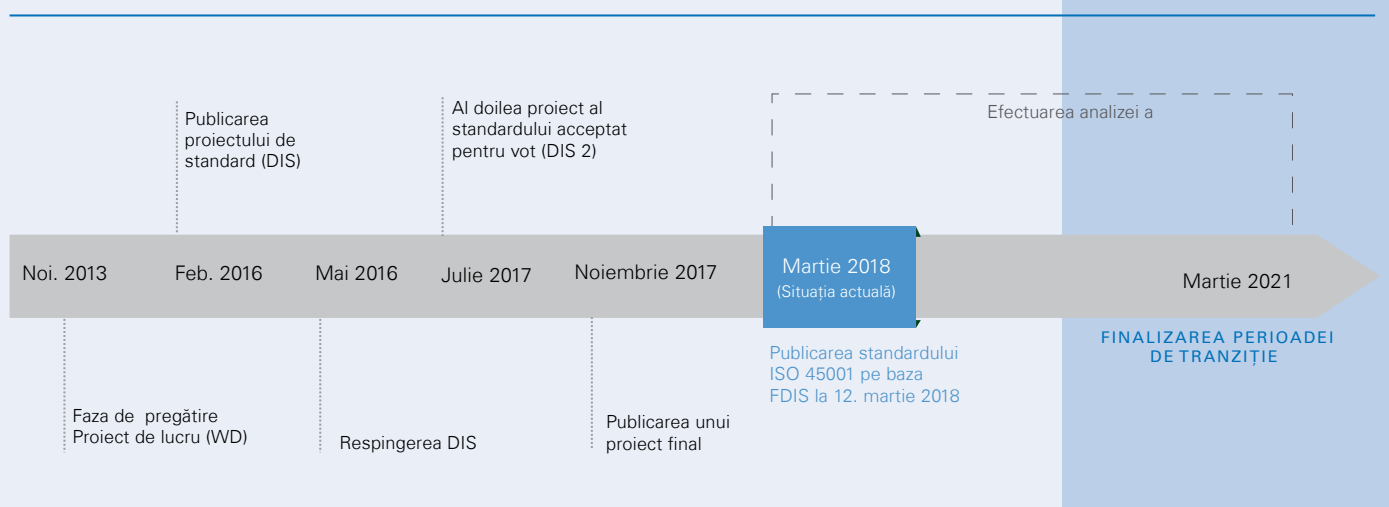 Publicarea
proiectului de
standard (DIS)
Al doilea proiect al
standardului acceptat
pentru vot (DIS 2)
Efectuarea analizei a
Noi. 2013
Feb. 2016
Mai 2016
Julie 2017
Noiembrie 2017
Martie 2018
(Situația actuală)
Martie 2021
Publicarea standardului
ISO 45001 pe baza
FDIS la 12. martie 2018
FINALIZAREA PERIOADEI
DE TRANZIȚIE
Faza de pregătire
Proiect de lucru (WD)
Respingerea DIS
Publicarea unui
proiect final